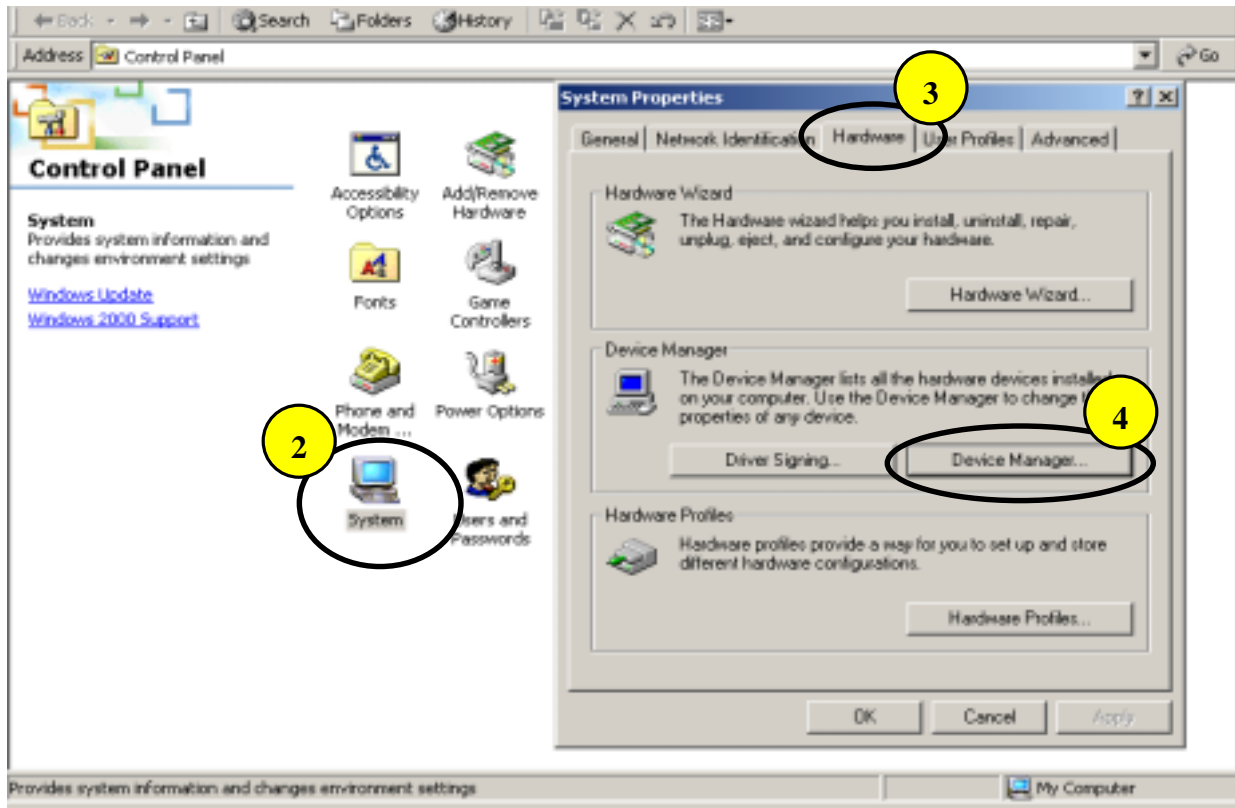 Back Search Folders History
Address Control Panel Go
Control Panel
System
Provides system information and
changes environment settings
Windows Update
Windows 2000 Support
Accessibility
Options
Add/Remove
Hardware
Fonts
Game
Controllers
Phone and
Modem ...
Power Options
2
System
Users and
Passwords
System Properties
3
General Network Identification Hardware User Profiles Advanced
Hardware Wizard
The Hardware wizard helps you install, uninstall, repair,
unplug, eject, and configure your hardware.
Hardware Wizard...
Device Manager
The Device Manager lists all the hardware devices installed
on your computer. Use the Device Manager to change
properties of any device.
4
Driver Signing... Device Manager...
Hardware Profiles
Hardware profiles provide a way for you to set up and store
different hardware configurations.
Hardware Profiles...
OK Cancel Apply
Provides system information and changes environment settings My Computer